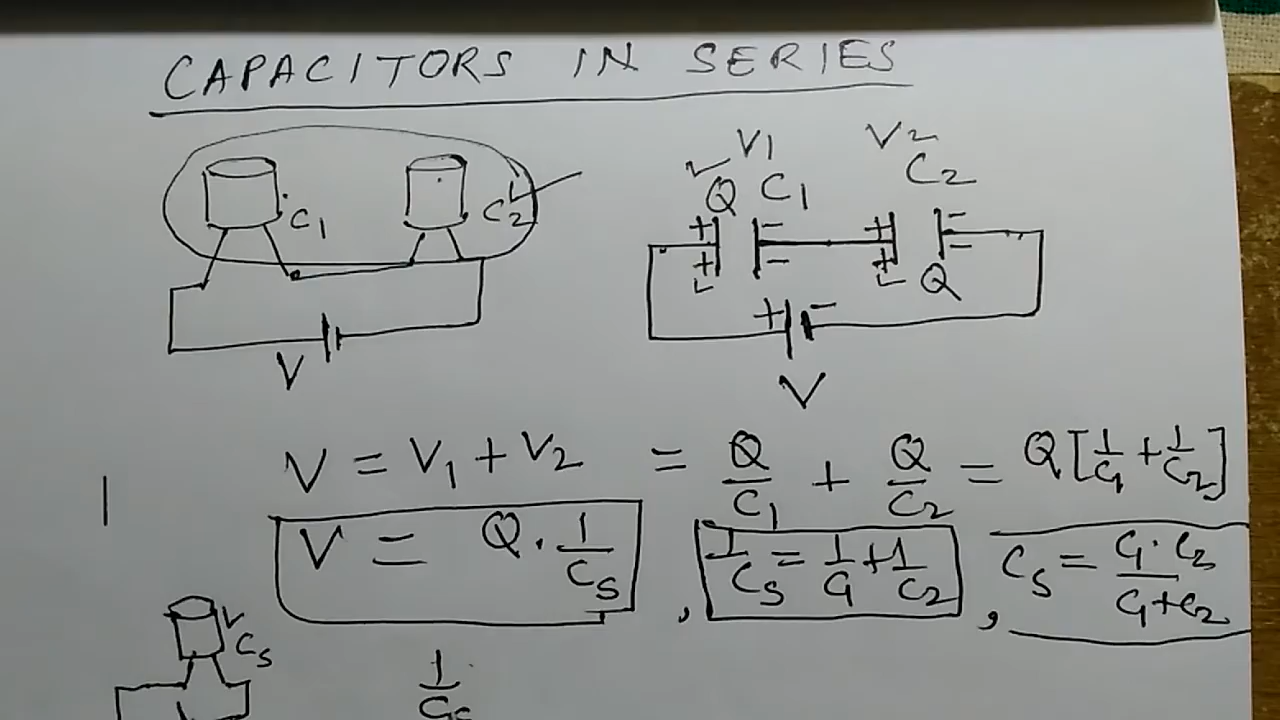 CAPACITORS IN SERIES
V1 V2
Q C1 C2
C1 C2
+ − + −
+ − + − Q
+ −
V V
V = V1 + V2 = Q/C1 + Q/C2 = Q[1/C1 + 1/C2]
V = Q · 1/CS , 1/CS = 1/C1 + 1/C2 , CS = C1 · C2 / C1 + C2
V
CS
1/CS